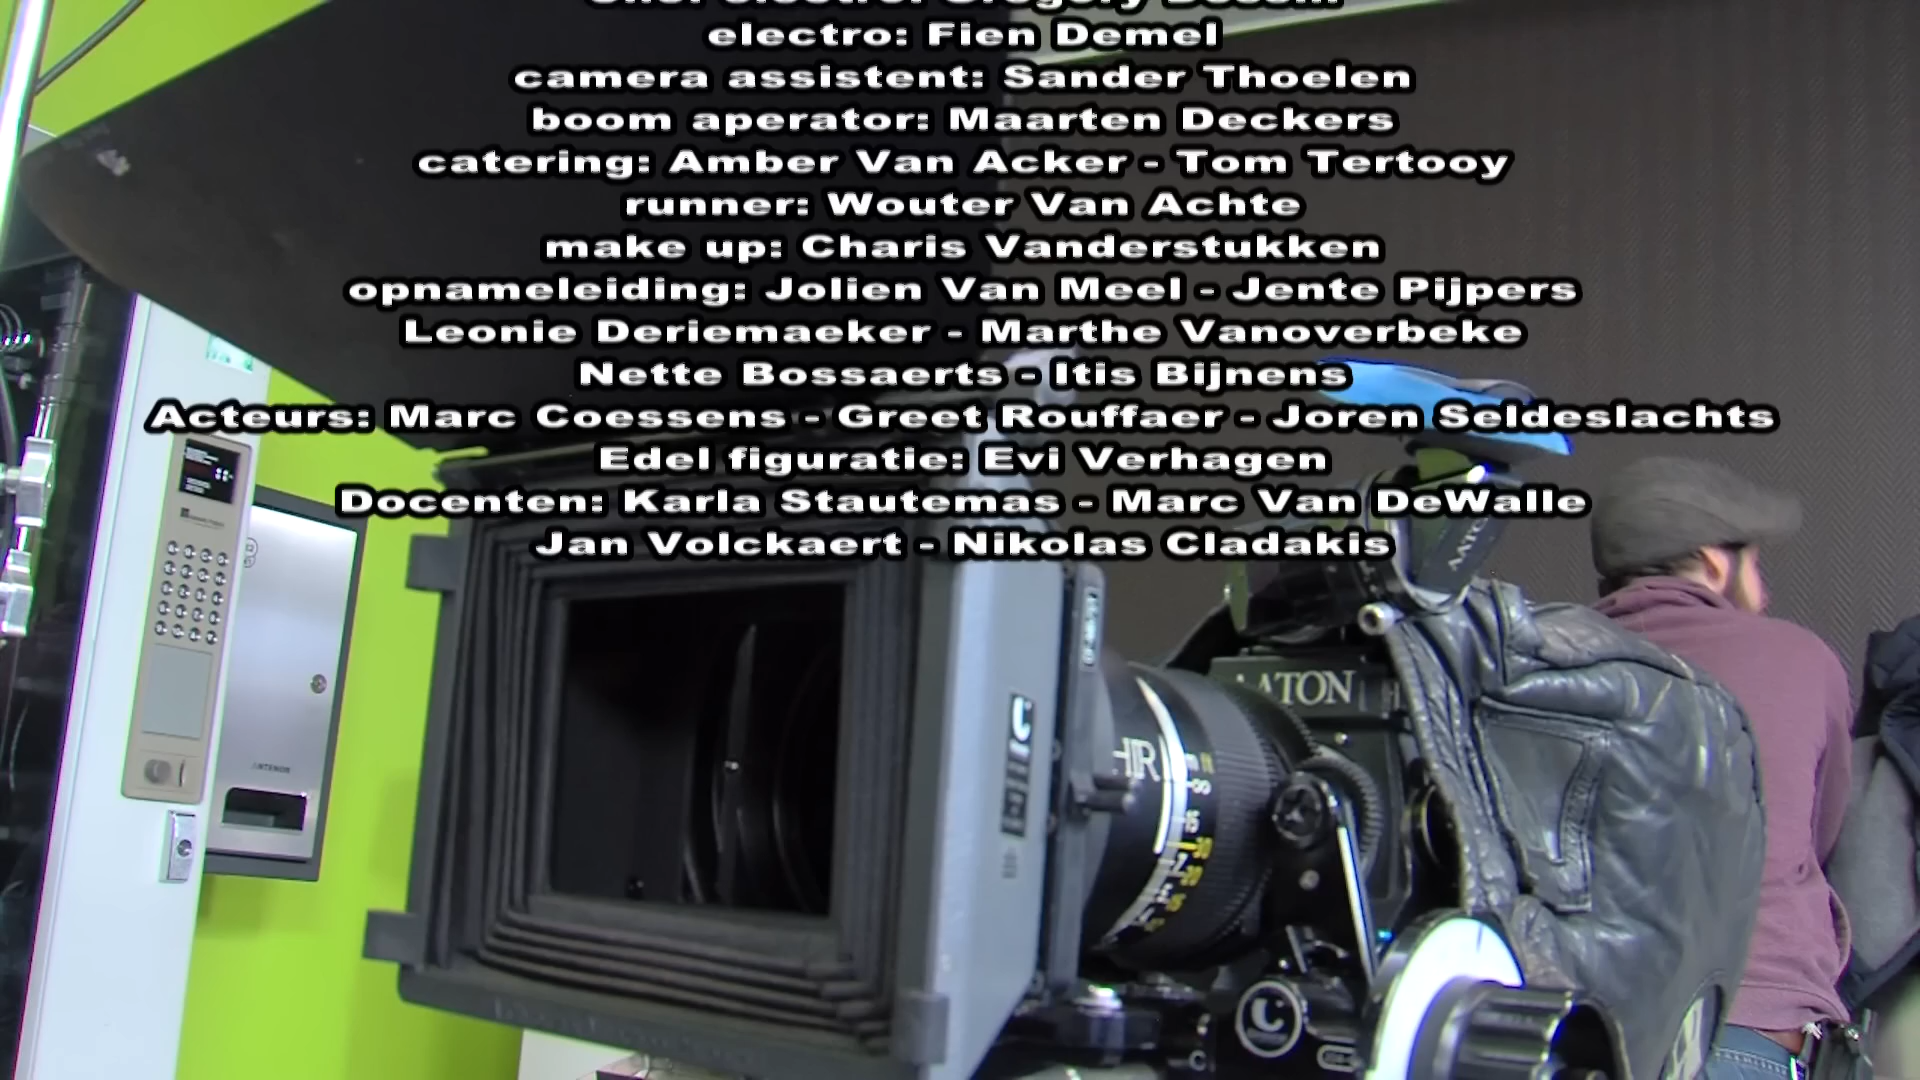 electro: Fien Demel
camera assistent: Sander Thoelen
boom aperator: Maarten Deckers
catering: Amber Van Acker - Tom Tertooy
runner: Wouter Van Achte
make up: Charis Vanderstukken
opnameleiding: Jolien Van Meel - Jente Pijpers
Leonie Deriemaeker - Marthe Vanoverbeke
Nette Bossaerts - Itis Bijnens
Acteurs: Marc Coessens - Greet Rouffaer - Joren Seldeslachts
Edel figuratie: Evi Verhagen
Docenten: Karla Stautemas - Marc Van DeWalle
Jan Volckaert - Nikolas Cladakis
AATON